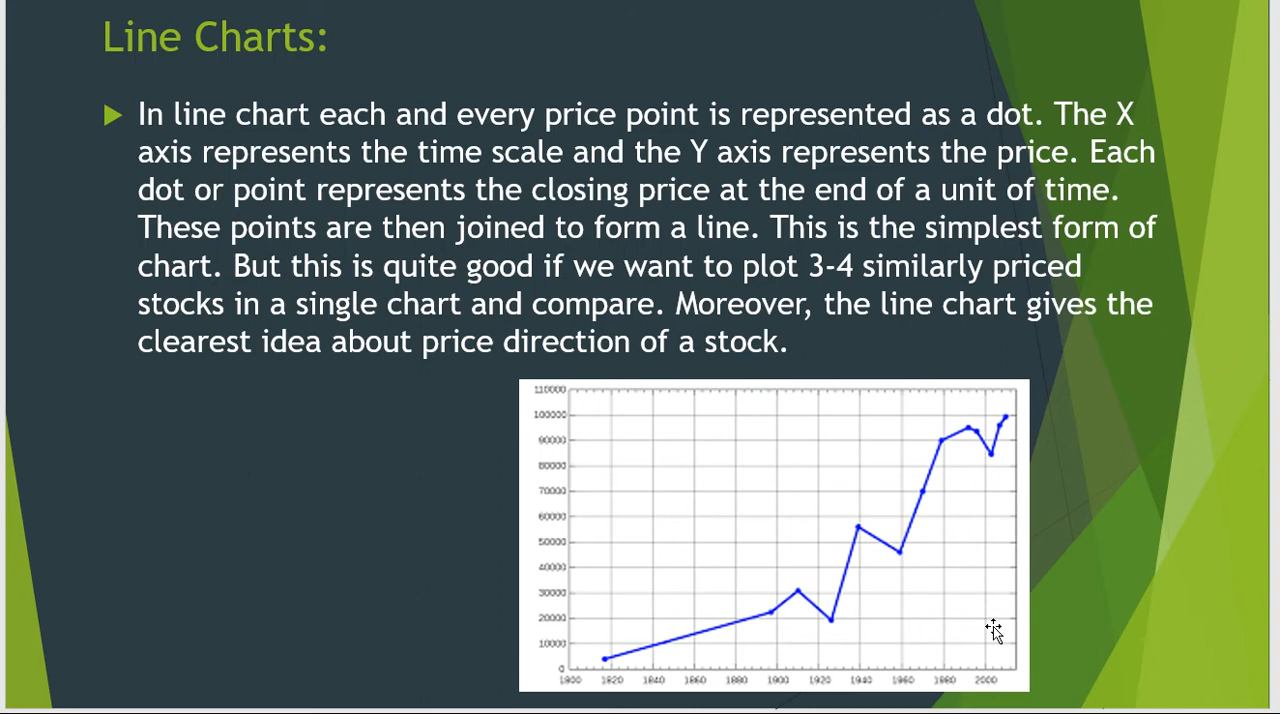 Line Charts:
In line chart each and every price point is represented as a dot. The X
axis represents the time scale and the Y axis represents the price. Each
dot or point represents the closing price at the end of a unit of time.
These points are then joined to form a line. This is the simplest form of
chart. But this is quite good if we want to plot 3-4 similarly priced
stocks in a single chart and compare. Moreover, the line chart gives the
clearest idea about price direction of a stock.
110000
100000
90000
80000
70000
60000
50000
40000
30000
20000
10000
0
1800 1820 1840 1860 1880 1900 1920 1940 1960 1980 2000